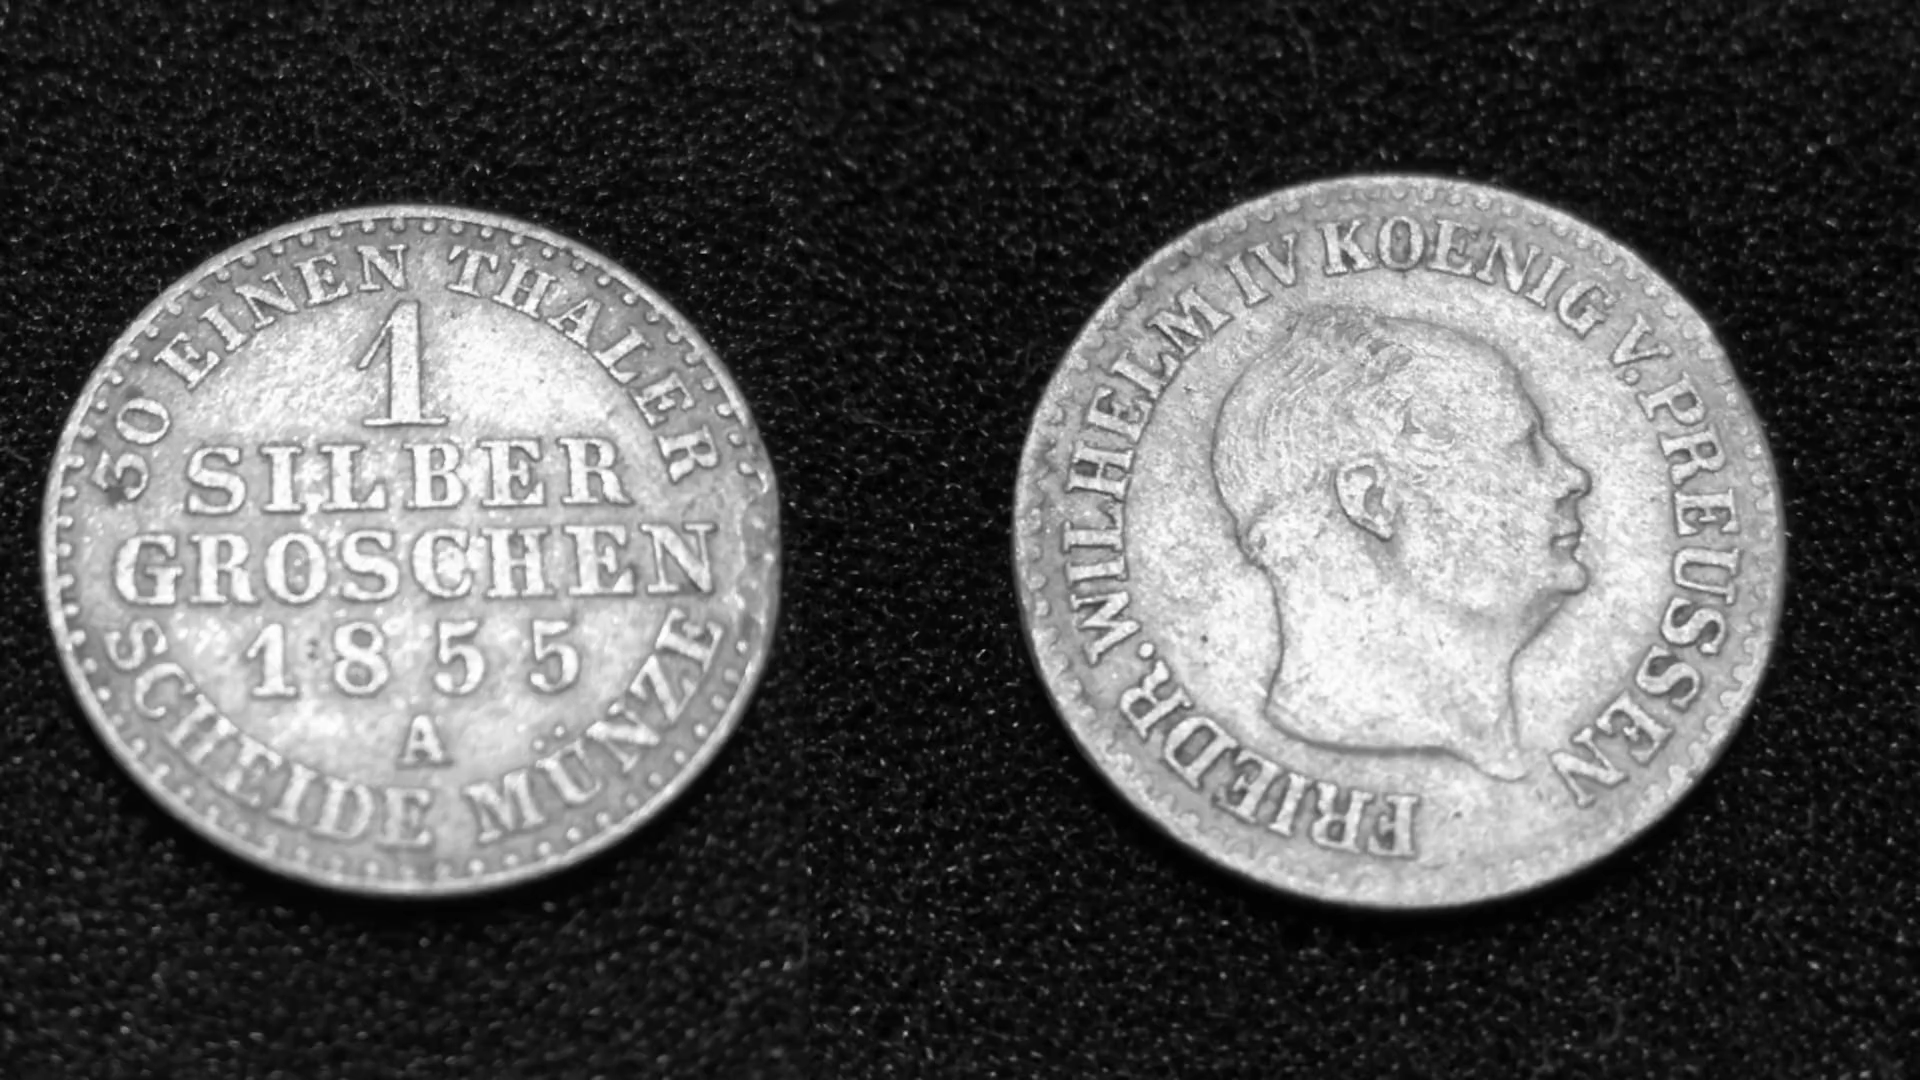 30 EINEN THALER
1
SILBER
GROSCHEN
1855
A
SCHEIDE MÜNZE
FRIEDR. WILHELM IV KOENIG V. PREUSSEN